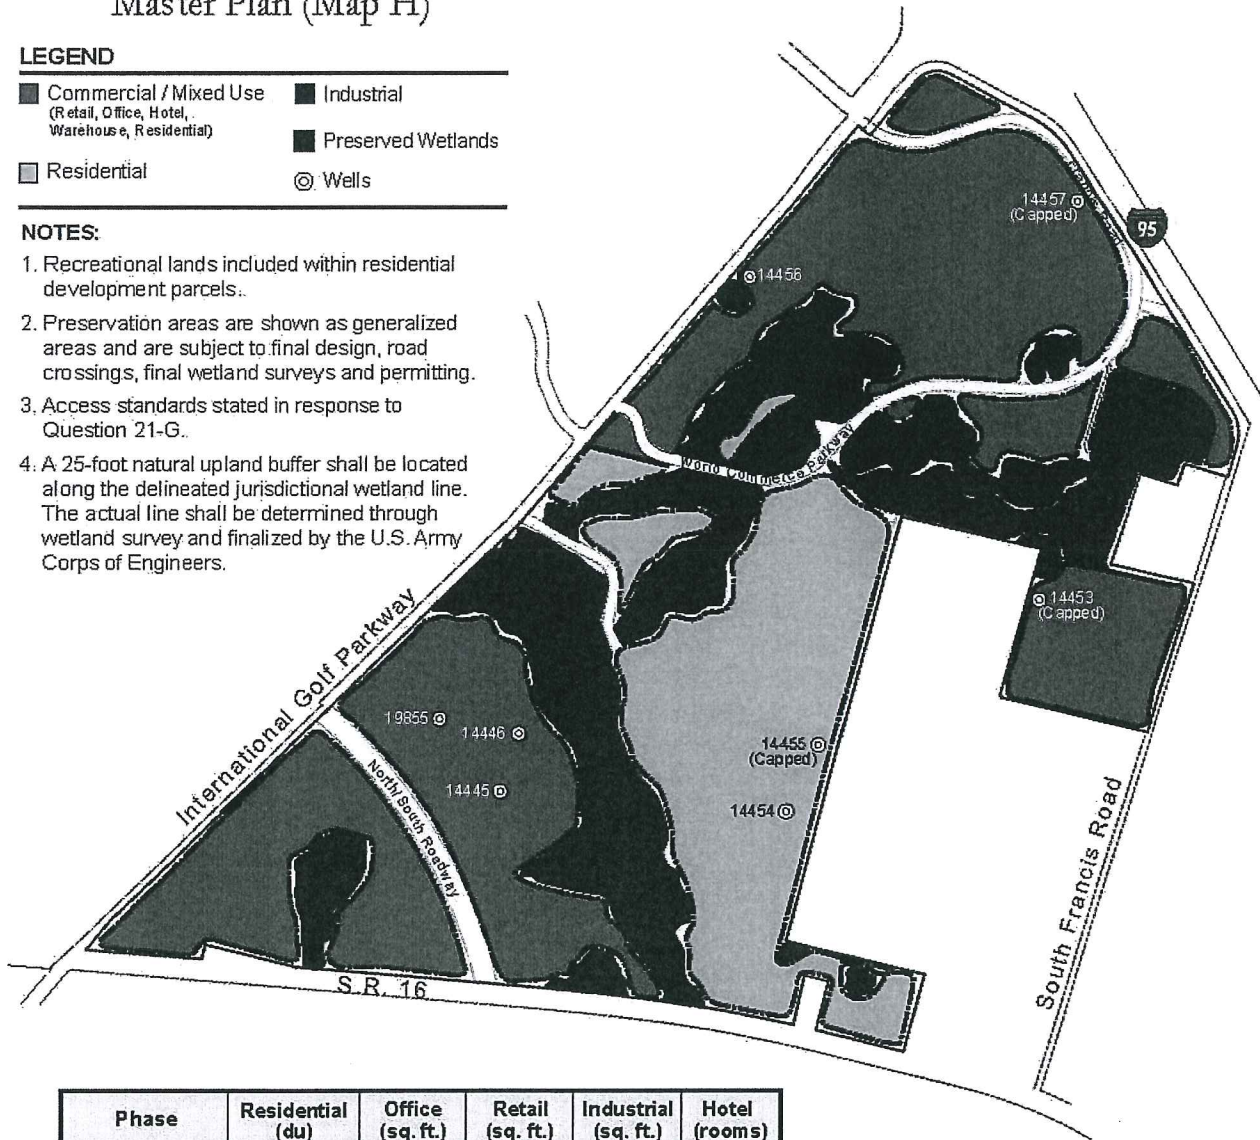 Master Plan (Map H)
LEGEND
Commercial / Mixed Use
(Retail, Office, Hotel,
Warehouse, Residential)
Residential
Industrial
Preserved Wetlands
Wells
NOTES:
1. Recreational lands included within residential
development parcels.
2. Preservation areas are shown as generalized
areas and are subject to final design, road
crossings, final wetland surveys and permitting.
3. Access standards stated in response to
Question 21-G.
4. A 25-foot natural upland buffer shall be located
along the delineated jurisdictional wetland line.
The actual line shall be determined through
wetland survey and finalized by the U.S. Army
Corps of Engineers.
14457
(Capped)
95
14456
World Commerce Parkway
14453
(Capped)
International Golf Parkway
19855
14446
14445
14455
(Capped)
14454
North/South Roadway
South Francis Road
S.R. 16
Phase
Residential
(du)
Office
(sq. ft.)
Retail
(sq. ft.)
Industrial
(sq. ft.)
Hotel
(rooms)